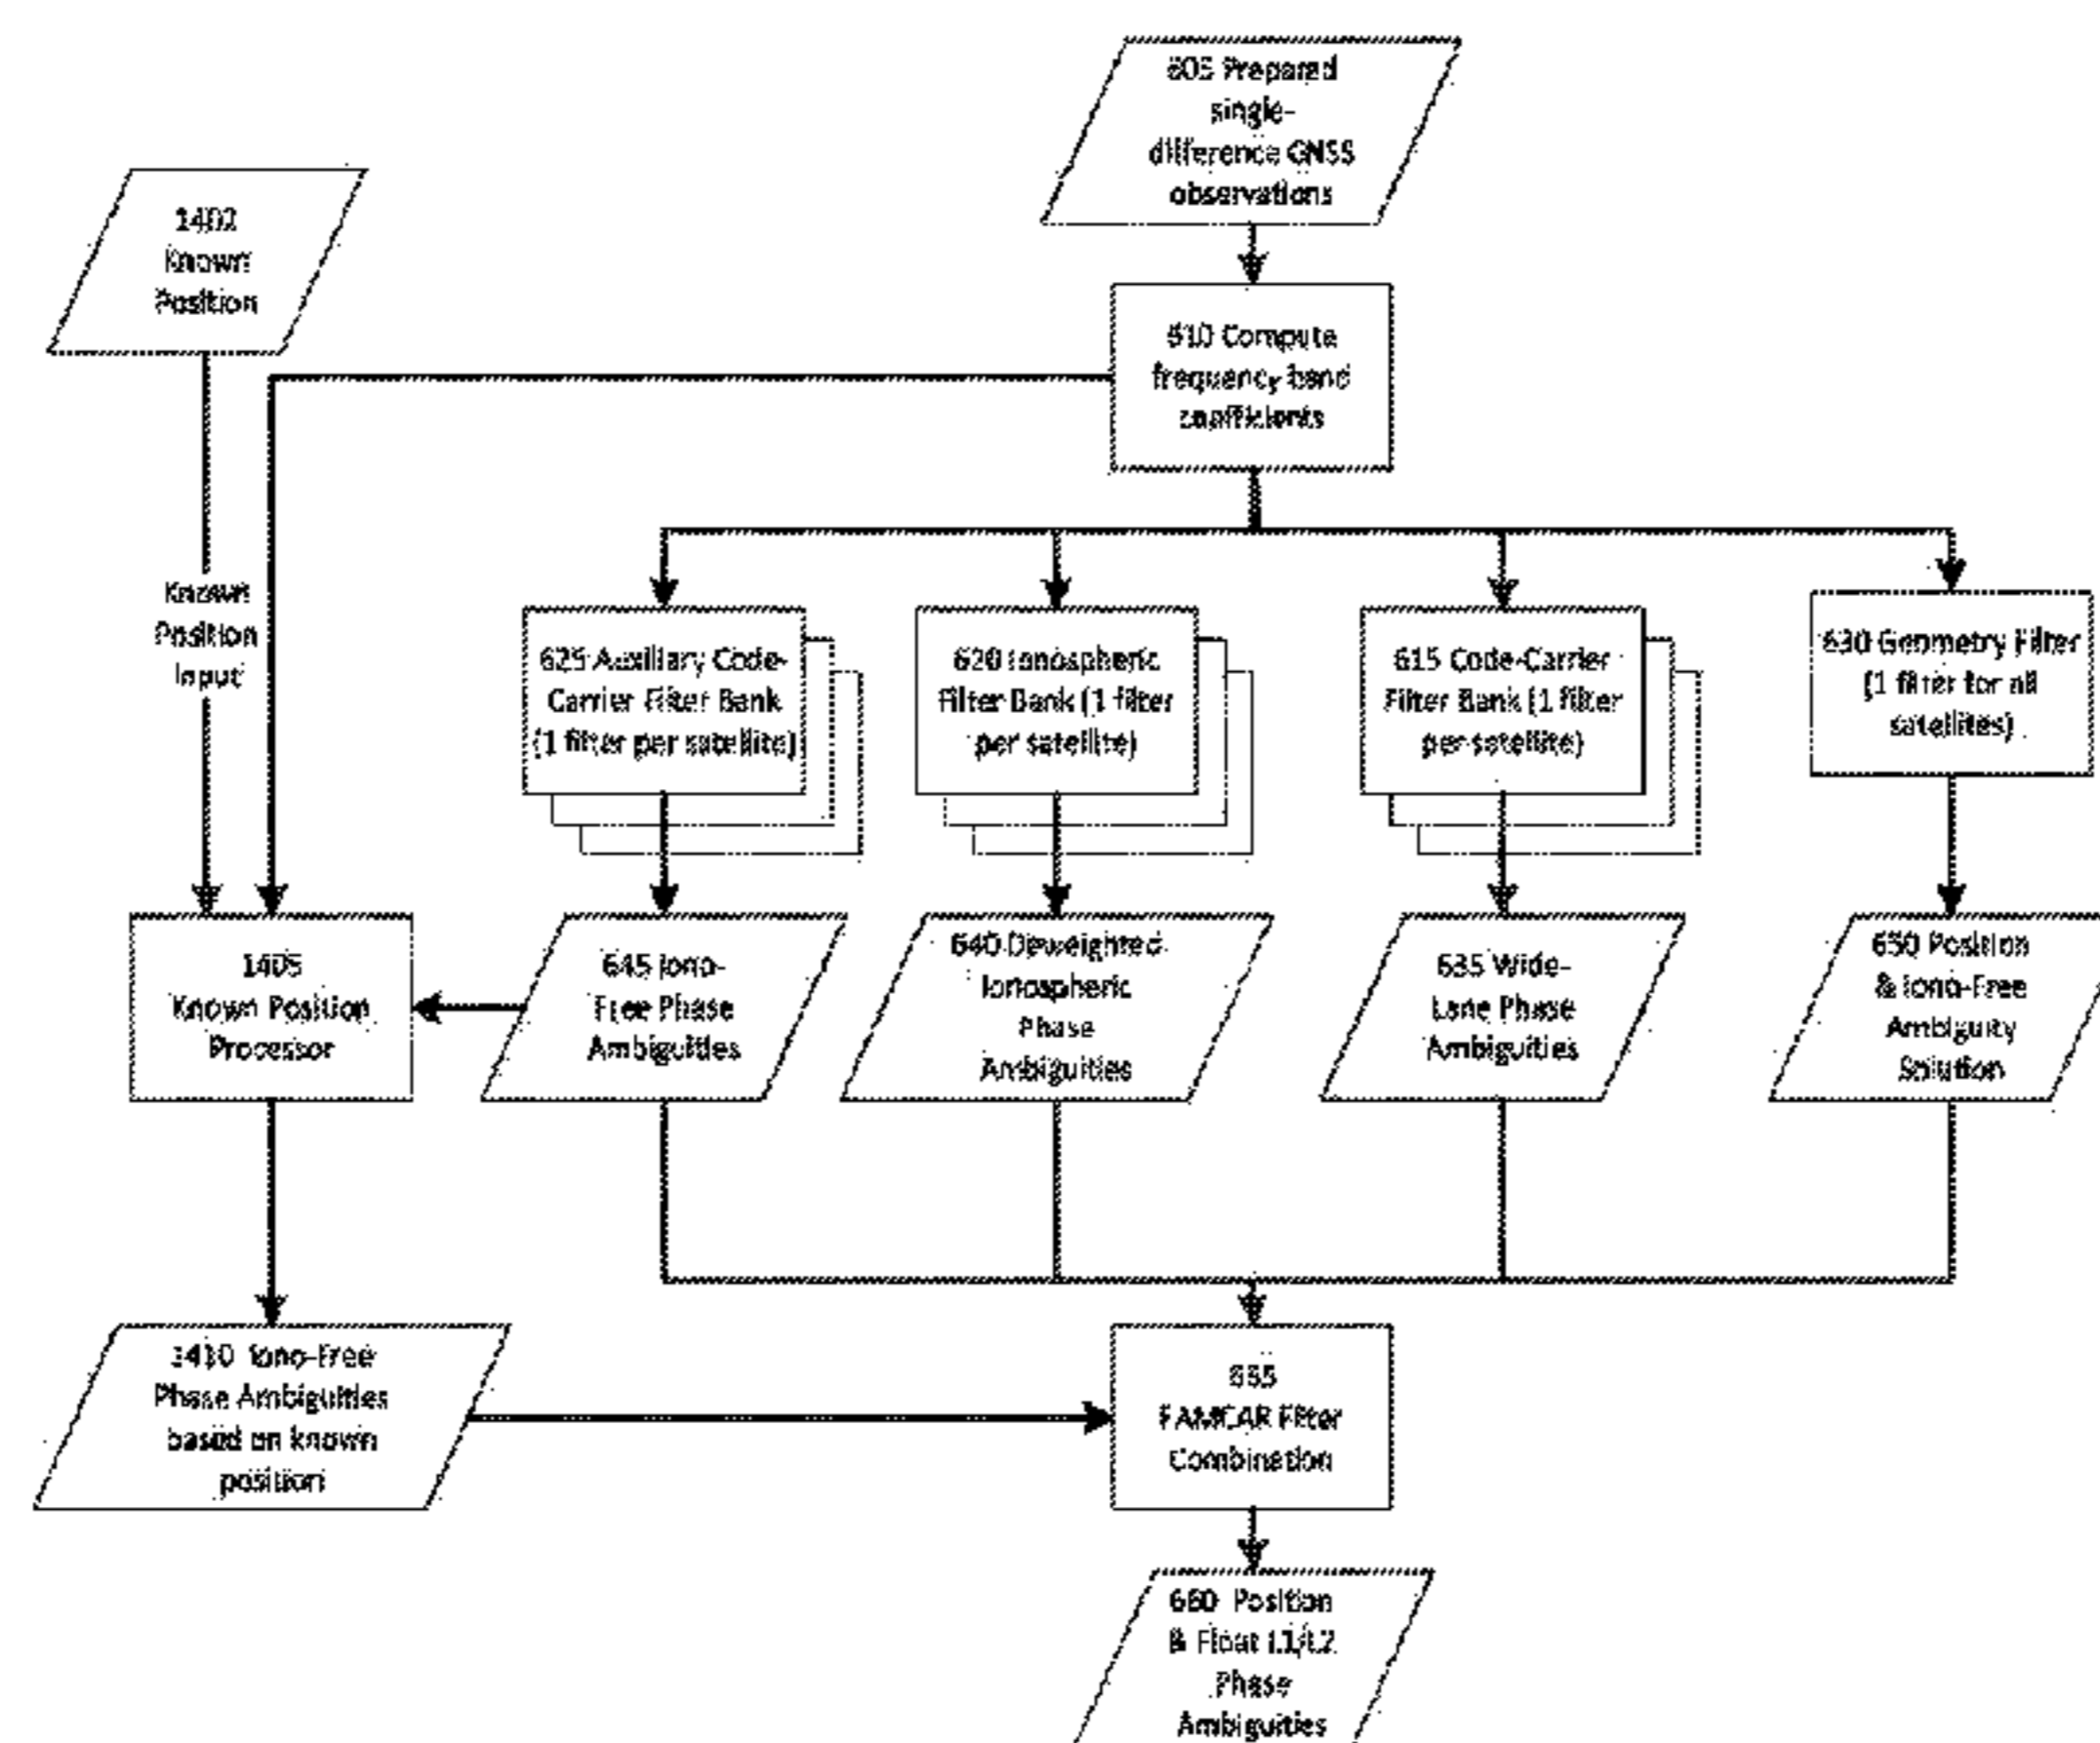 605 Prepared
single-
difference GNSS
observations
1402
Known
Position
610 Compute
frequency band
coefficients
Known
Position
Input
625 Auxiliary Code-
Carrier Filter Bank
(1 filter per satellite)
620 Ionospheric
Filter Bank (1 filter
per satellite)
615 Code-Carrier
Filter Bank (1 filter
per satellite)
630 Geometry Filter
(1 filter for all
satellites)
1405
Known Position
Processor
645 Iono-
Free Phase
Ambiguities
640 Deweighted
Ionospheric
Phase
Ambiguities
635 Wide-
Lane Phase
Ambiguities
650 Position
& Iono-Free
Ambiguity
Solution
1410 Iono-Free
Phase Ambiguities
based on known
position
655
FAMCAR Filter
Combination
660 Position
& Float L1/L2
Phase
Ambiguities